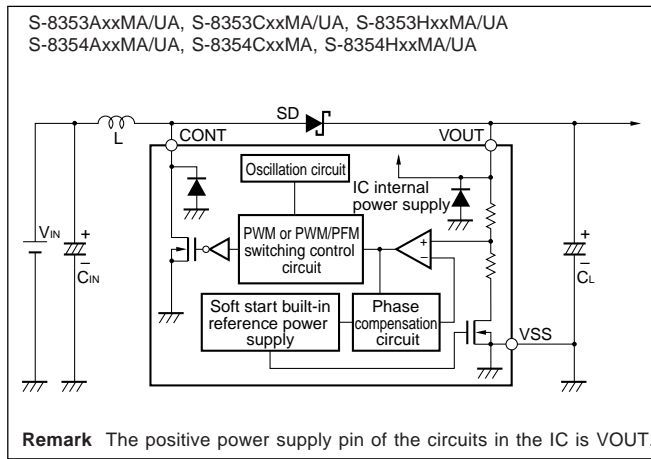 S-8353AxxMA/UA, S-8353CxxMA/UA, S-8353HxxMA/UA
S-8354AxxMA/UA, S-8354CxxMA, S-8354HxxMA/UA
SD
L
CONT
VOUT
Oscillation circuit
IC internal
power supply
VIN
+
−
CIN
PWM or PWM/PFM
switching control
circuit
+
−
+
−
CL
Soft start built-in
reference power
supply
Phase
compensation
circuit
VSS
Remark The positive power supply pin of the circuits in the IC is VOUT.